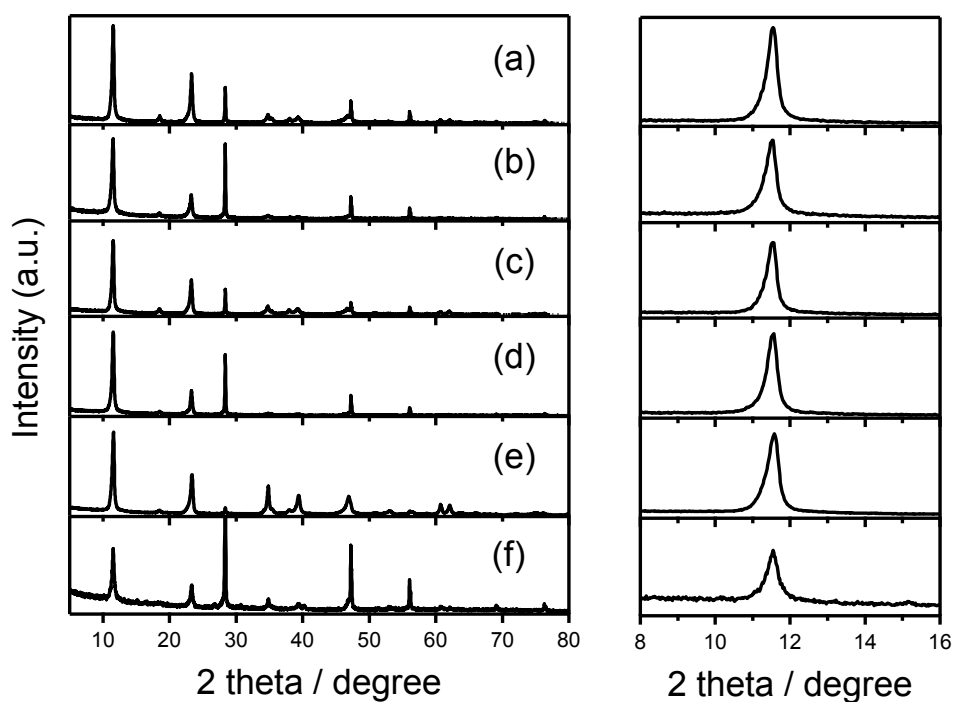 Intensity (a.u.)
(a)
(b)
(c)
(d)
(e)
(f)
10 20 30 40 50 60 70 80
2 theta / degree
8 10 12 14 16
2 theta / degree